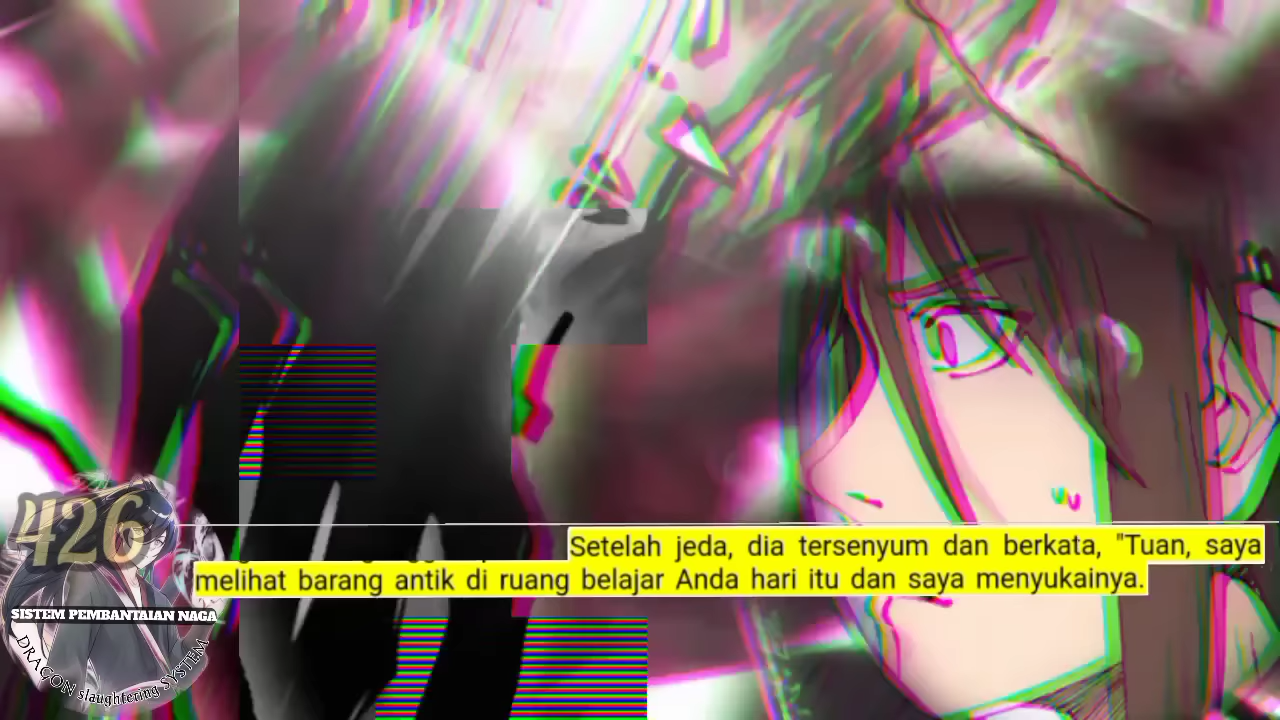 Setelah jeda, dia tersenyum dan berkata, "Tuan, saya
melihat barang antik di ruang belajar Anda hari itu dan saya menyukainya.
426
SISTEM PEMBANTAIAN NAGA
DRAGON slaughtering SYSTEM